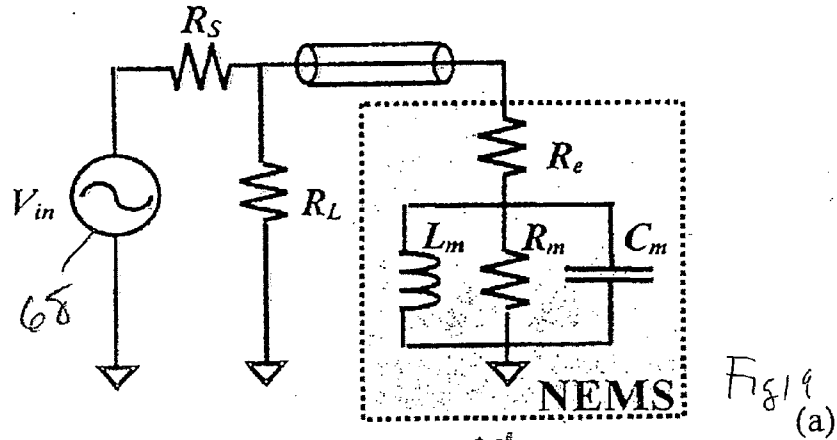 R_S
V_in
68
R_L
R_e
L_m R_m C_m
NEMS
Fig 19
(a)